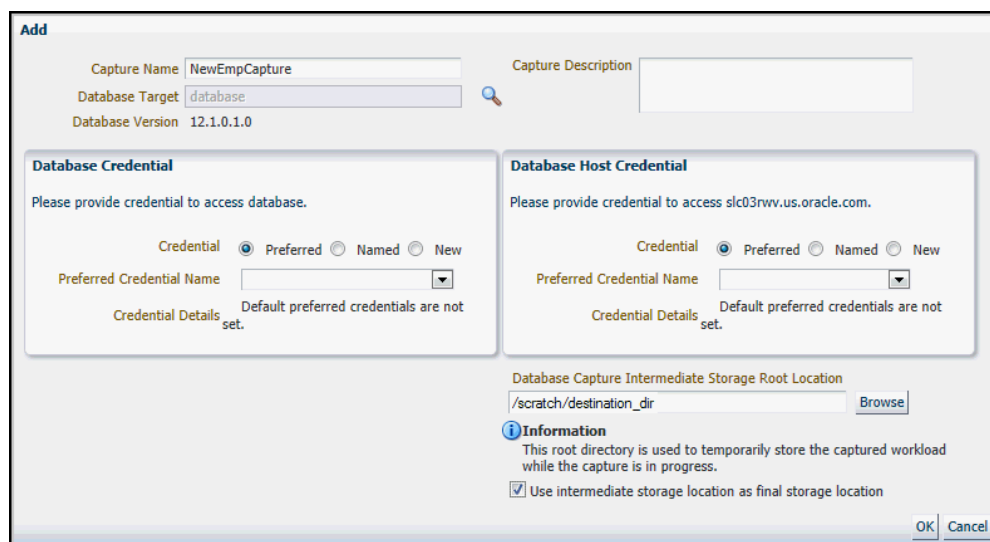 Add
Capture Name NewEmpCapture
Database Target database
Database Version 12.1.0.1.0
Capture Description
Database Credential
Please provide credential to access database.
Credential Preferred Named New
Preferred Credential Name
Credential Details Default preferred credentials are not
set.
Database Host Credential
Please provide credential to access slc03rwv.us.oracle.com.
Credential Preferred Named New
Preferred Credential Name
Credential Details Default preferred credentials are not
set.
Database Capture Intermediate Storage Root Location
/scratch/destination_dir Browse
Information
This root directory is used to temporarily store the captured workload
while the capture is in progress.
Use intermediate storage location as final storage location
OK Cancel